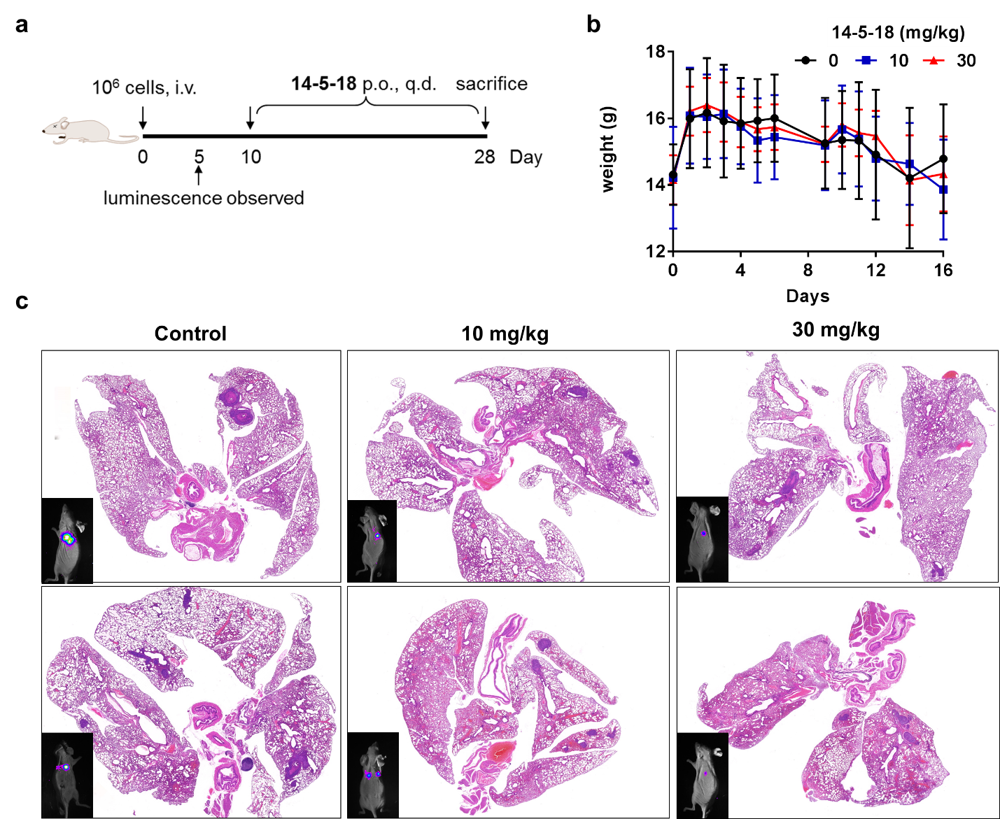 a
10⁶ cells, i.v.
14-5-18 p.o., q.d.
sacrifice
0
5
10
28
Day
luminescence observed
b
14-5-18 (mg/kg)
0
10
30
weight (g)
18
16
14
12
0
4
8
12
16
Days
c
Control
10 mg/kg
30 mg/kg